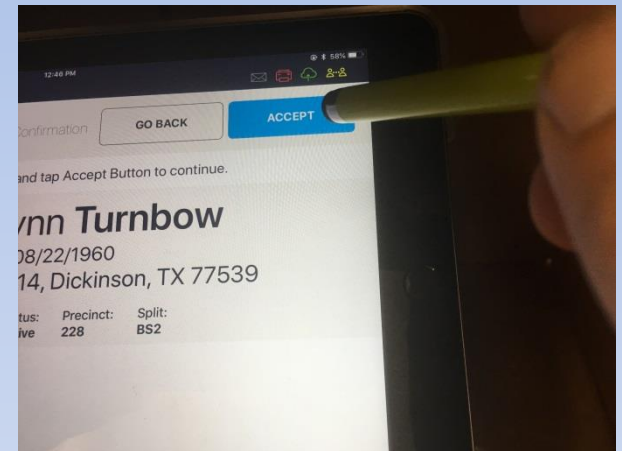 12:46 PM 58%
Confirmation GO BACK ACCEPT
and tap Accept Button to continue.
ynn Turnbow
08/22/1960
14, Dickinson, TX 77539
tus: Precinct: Split:
ive 228 BS2